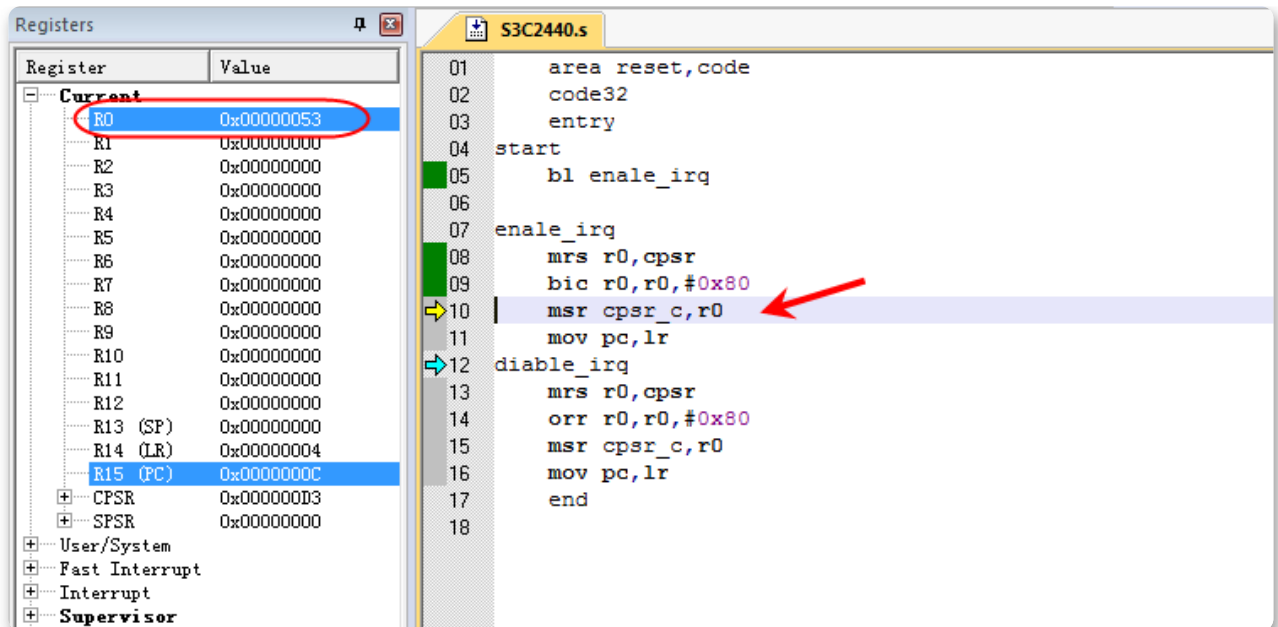 Registers
Register Value
Current
R0 0x00000053
R1 0x00000000
R2 0x00000000
R3 0x00000000
R4 0x00000000
R5 0x00000000
R6 0x00000000
R7 0x00000000
R8 0x00000000
R9 0x00000000
R10 0x00000000
R11 0x00000000
R12 0x00000000
R13 (SP) 0x00000000
R14 (LR) 0x00000004
R15 (PC) 0x0000000C
CPSR 0x000000D3
SPSR 0x00000000
User/System
Fast Interrupt
Interrupt
Supervisor
S3C2440.s
01 area reset,code
02 code32
03 entry
04 start
05 bl enale_irq
06
07 enale_irq
08 mrs r0,cpsr
09 bic r0,r0,#0x80
10 msr cpsr_c,r0
11 mov pc,lr
12 diable_irq
13 mrs r0,cpsr
14 orr r0,r0,#0x80
15 msr cpsr_c,r0
16 mov pc,lr
17 end
18